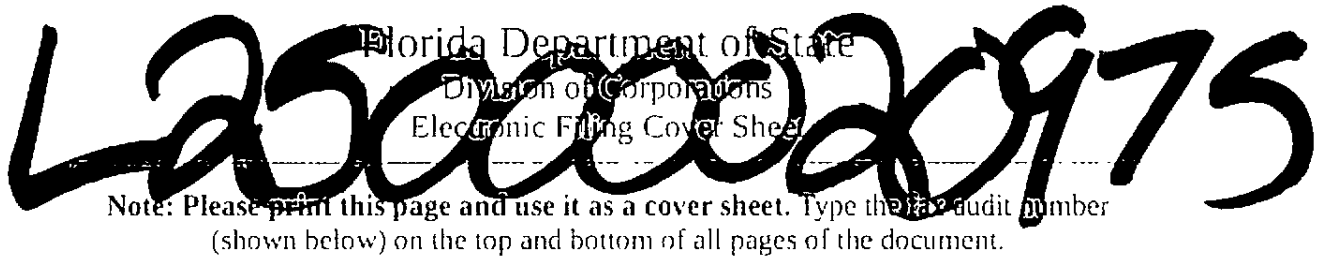 L25000020975
Florida Department of State
Division of Corporations
Electronic Filing Cover Sheet
Note: Please print this page and use it as a cover sheet. Type the fax audit number
(shown below) on the top and bottom of all pages of the document.